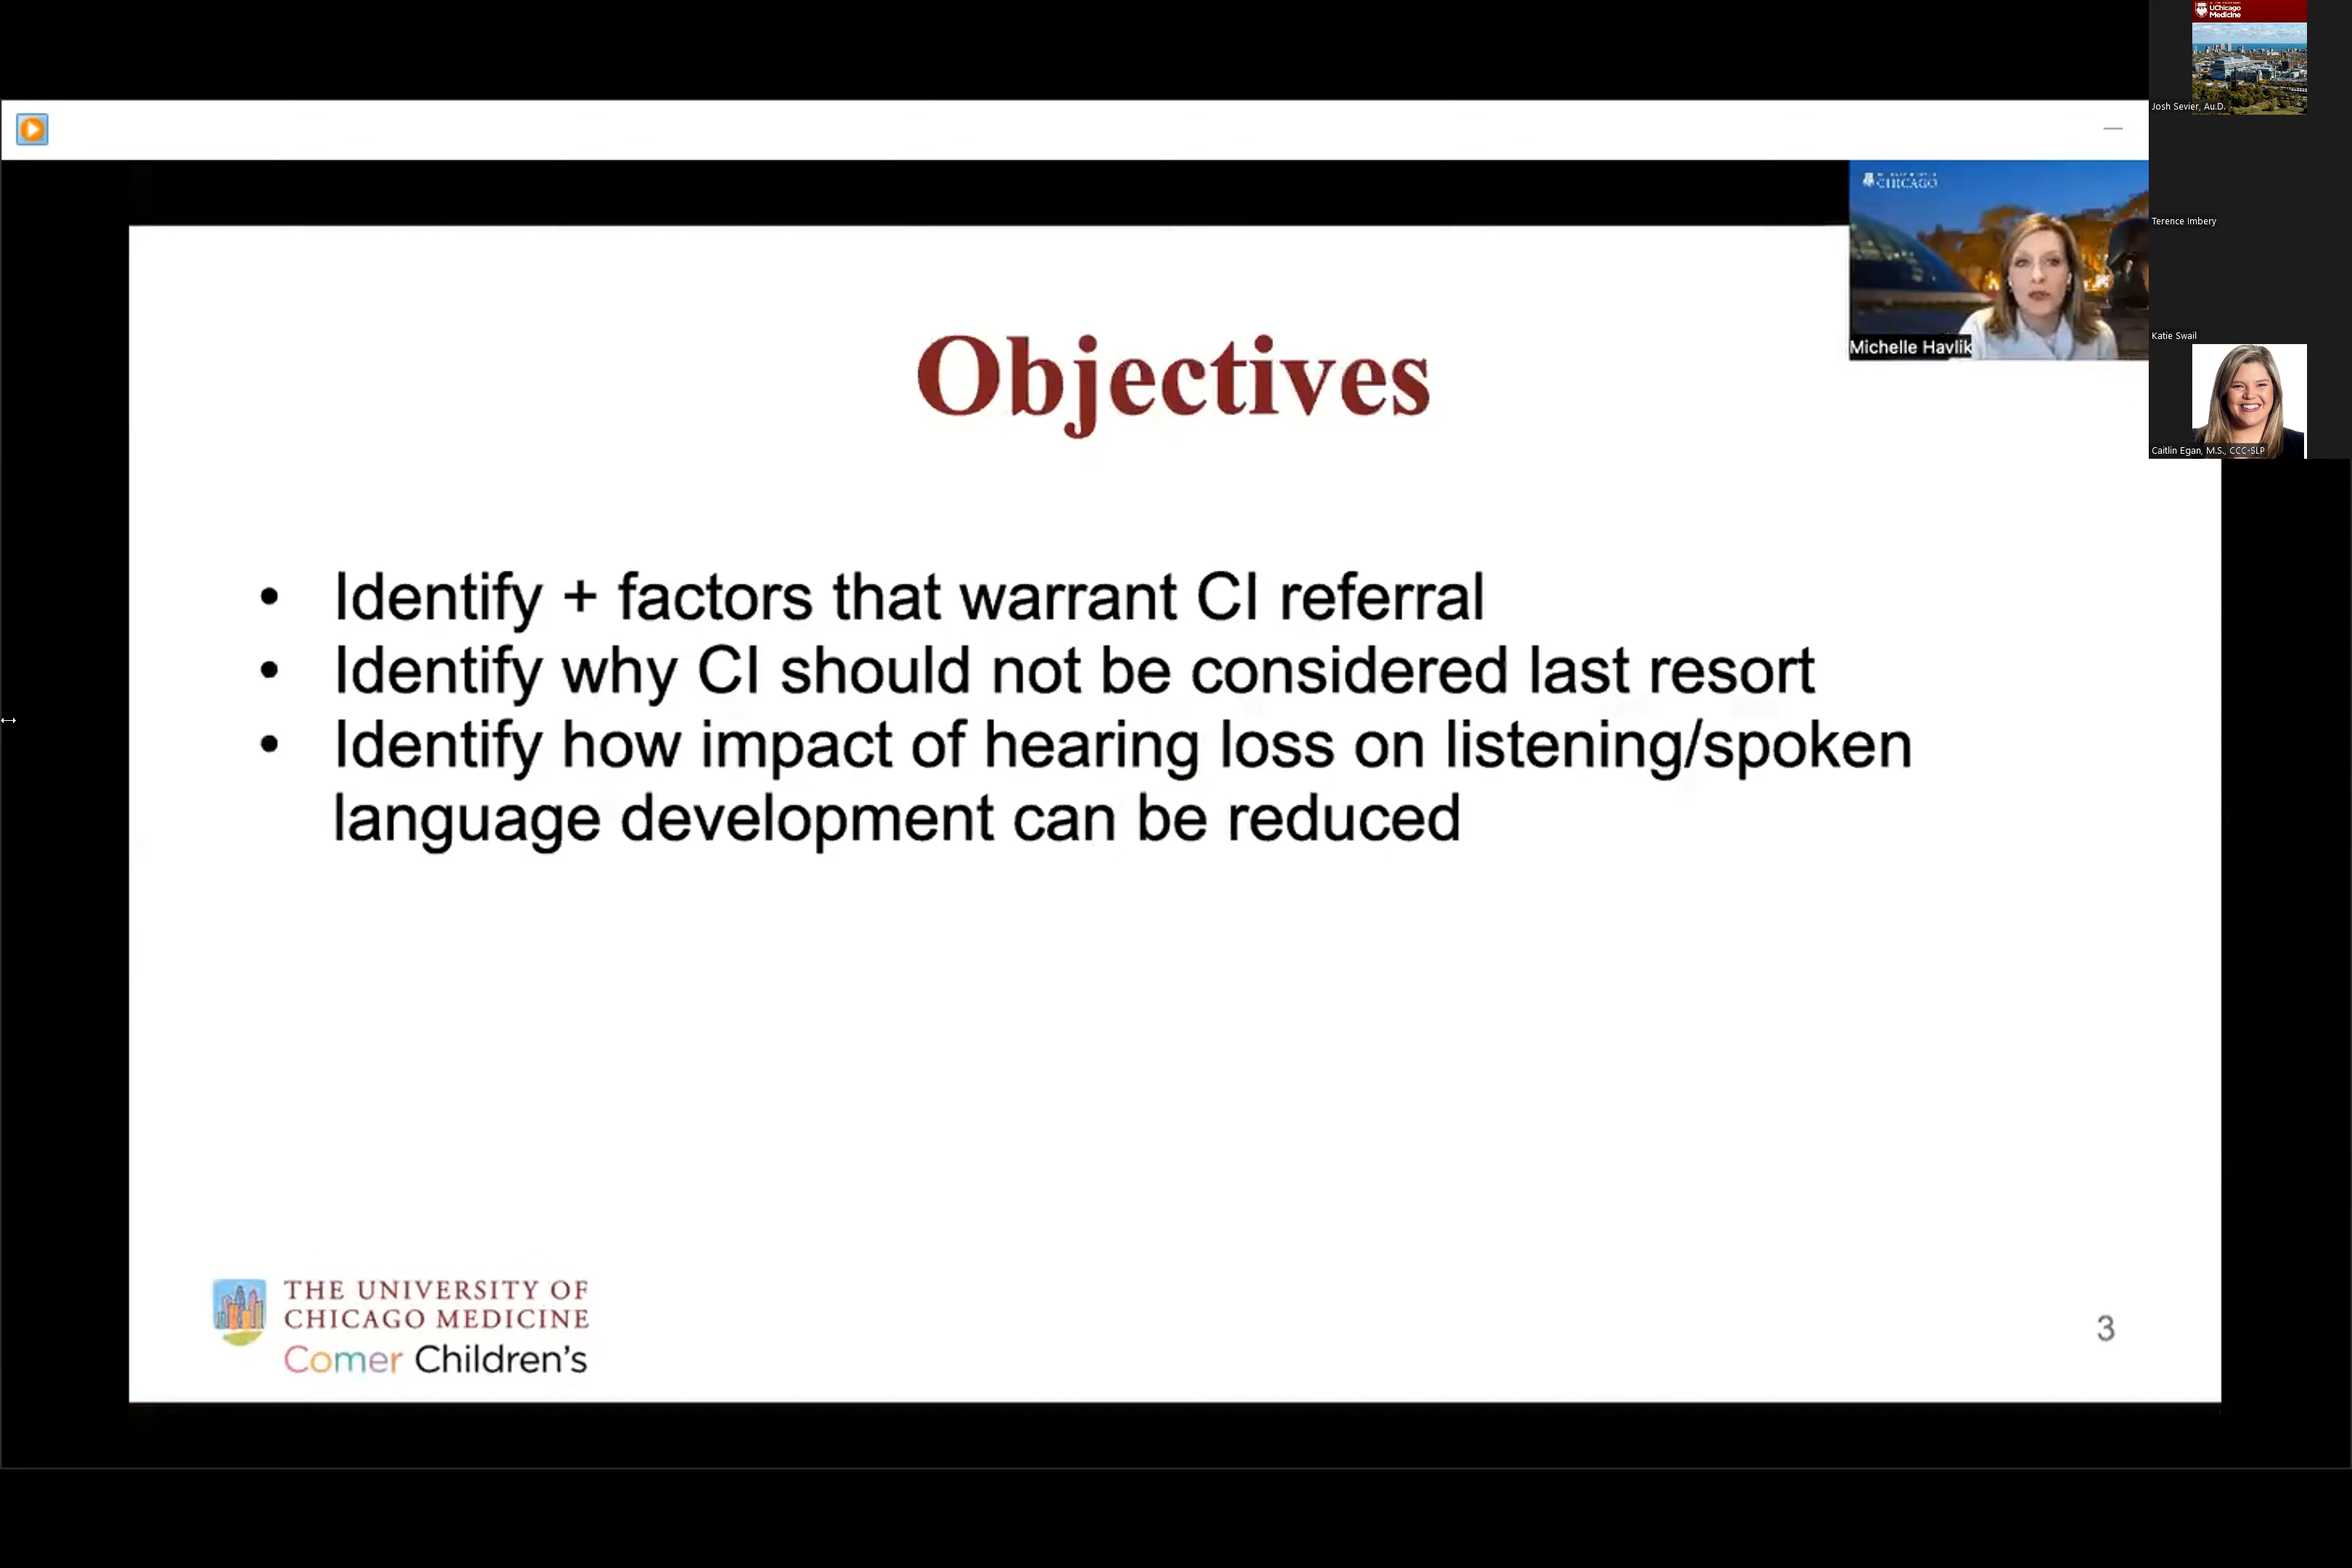 UChicago
Medicine
Josh Sevier, Au.D.
CHICAGO
Terence Imbery
Katie Swail
Michelle Havlik
Caitlin Egan, M.S., CCC-SLP
Objectives
• Identify + factors that warrant CI referral
• Identify why CI should not be considered last resort
• Identify how impact of hearing loss on listening/spoken
language development can be reduced
THE UNIVERSITY OF
CHICAGO MEDICINE
Comer Children's
3